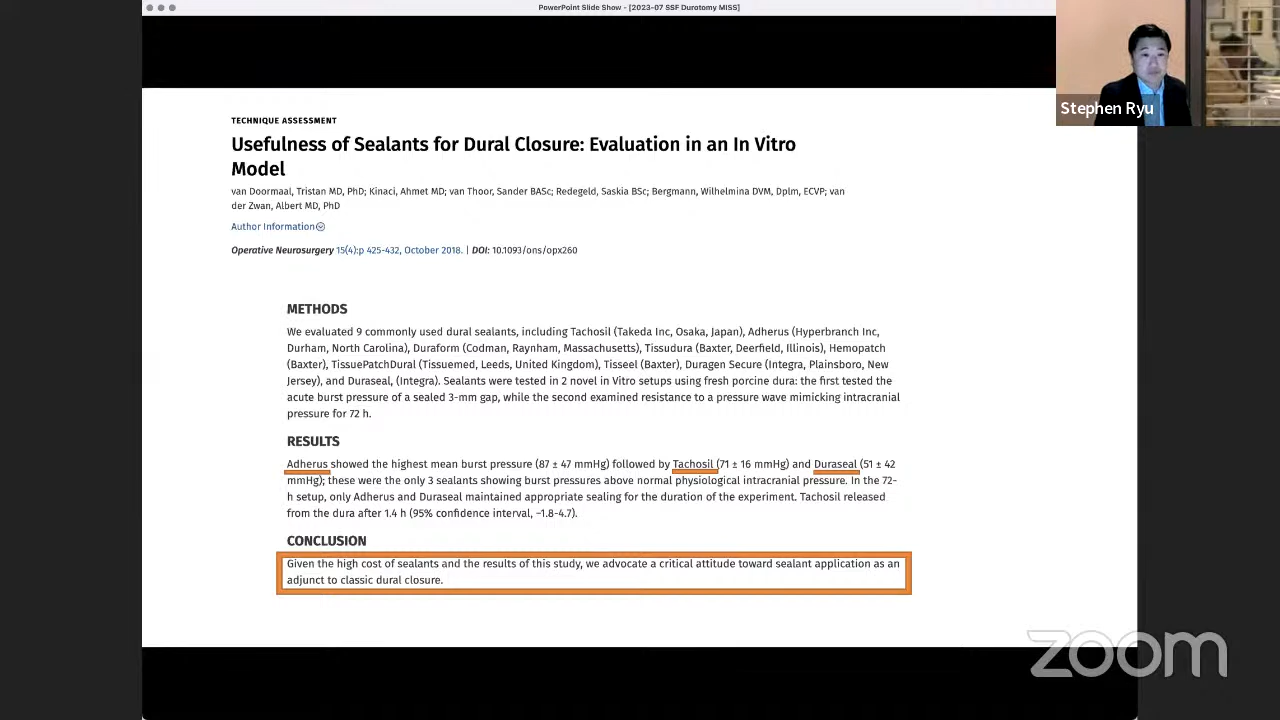 PowerPoint Slide Show - [2023-07 SSF Durotomy MISS]
Stephen Ryu
TECHNIQUE ASSESSMENT
Usefulness of Sealants for Dural Closure: Evaluation in an In Vitro
Model
van Doormaal, Tristan MD, PhD; Kinaci, Ahmet MD; van Thoor, Sander BASc; Redegeld, Saskia BSc; Bergmann, Wilhelmina DVM, Dplm, ECVP; van
der Zwan, Albert MD, PhD
Author Information
Operative Neurosurgery 15(4):p 425-432, October 2018. | DOI: 10.1093/ons/opx260
METHODS
We evaluated 9 commonly used dural sealants, including Tachosil (Takeda Inc, Osaka, Japan), Adherus (Hyperbranch Inc,
Durham, North Carolina), Duraform (Codman, Raynham, Massachusetts), Tissudura (Baxter, Deerfield, Illinois), Hemopatch
(Baxter), TissuePatchDural (Tissuemed, Leeds, United Kingdom), Tisseel (Baxter), Duragen Secure (Integra, Plainsboro, New
Jersey), and Duraseal, (Integra). Sealants were tested in 2 novel in Vitro setups using fresh porcine dura: the first tested the
acute burst pressure of a sealed 3-mm gap, while the second examined resistance to a pressure wave mimicking intracranial
pressure for 72 h.
RESULTS
Adherus showed the highest mean burst pressure (87 ± 47 mmHg) followed by Tachosil (71 ± 16 mmHg) and Duraseal (51 ± 42
mmHg); these were the only 3 sealants showing burst pressures above normal physiological intracranial pressure. In the 72-
h setup, only Adherus and Duraseal maintained appropriate sealing for the duration of the experiment. Tachosil released
from the dura after 1.4 h (95% confidence interval, −1.8-4.7).
CONCLUSION
Given the high cost of sealants and the results of this study, we advocate a critical attitude toward sealant application as an
adjunct to classic dural closure.
zoom